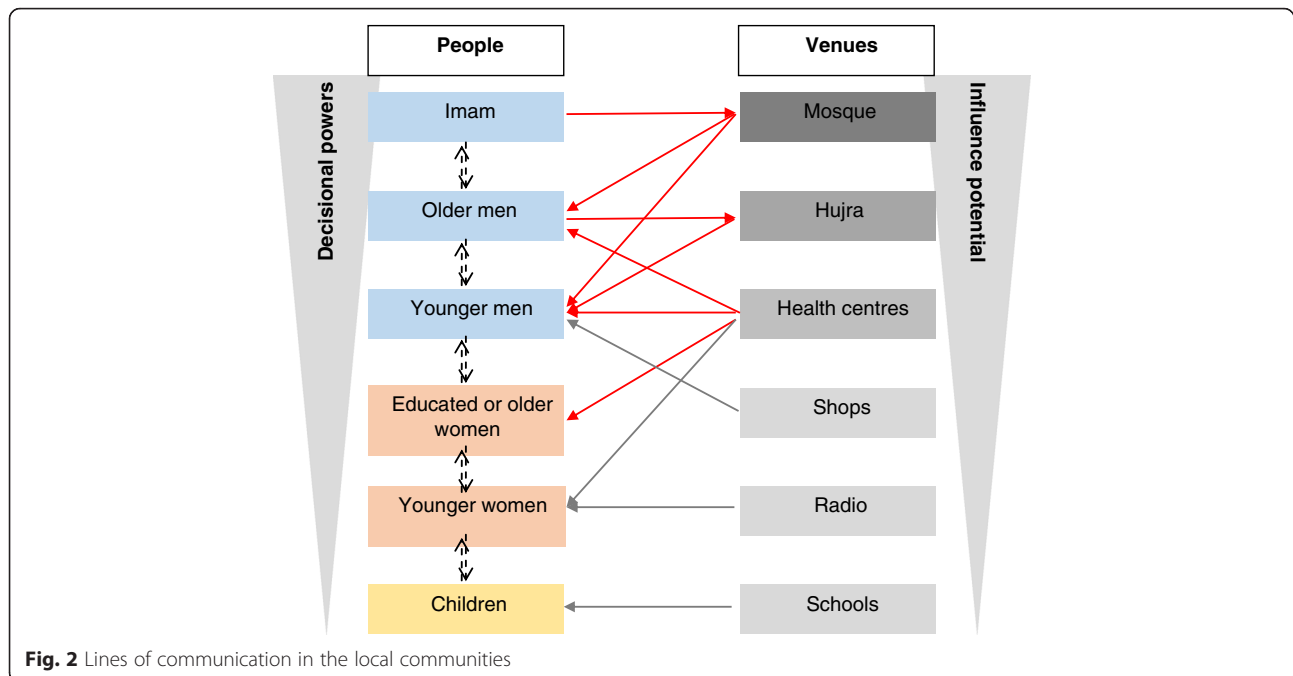 People
Venues
Decisional powers
Influence potential
Imam
Mosque
Older men
Hujra
Younger men
Health centres
Educated or older
women
Shops
Younger women
Radio
Children
Schools
Fig. 2 Lines of communication in the local communities